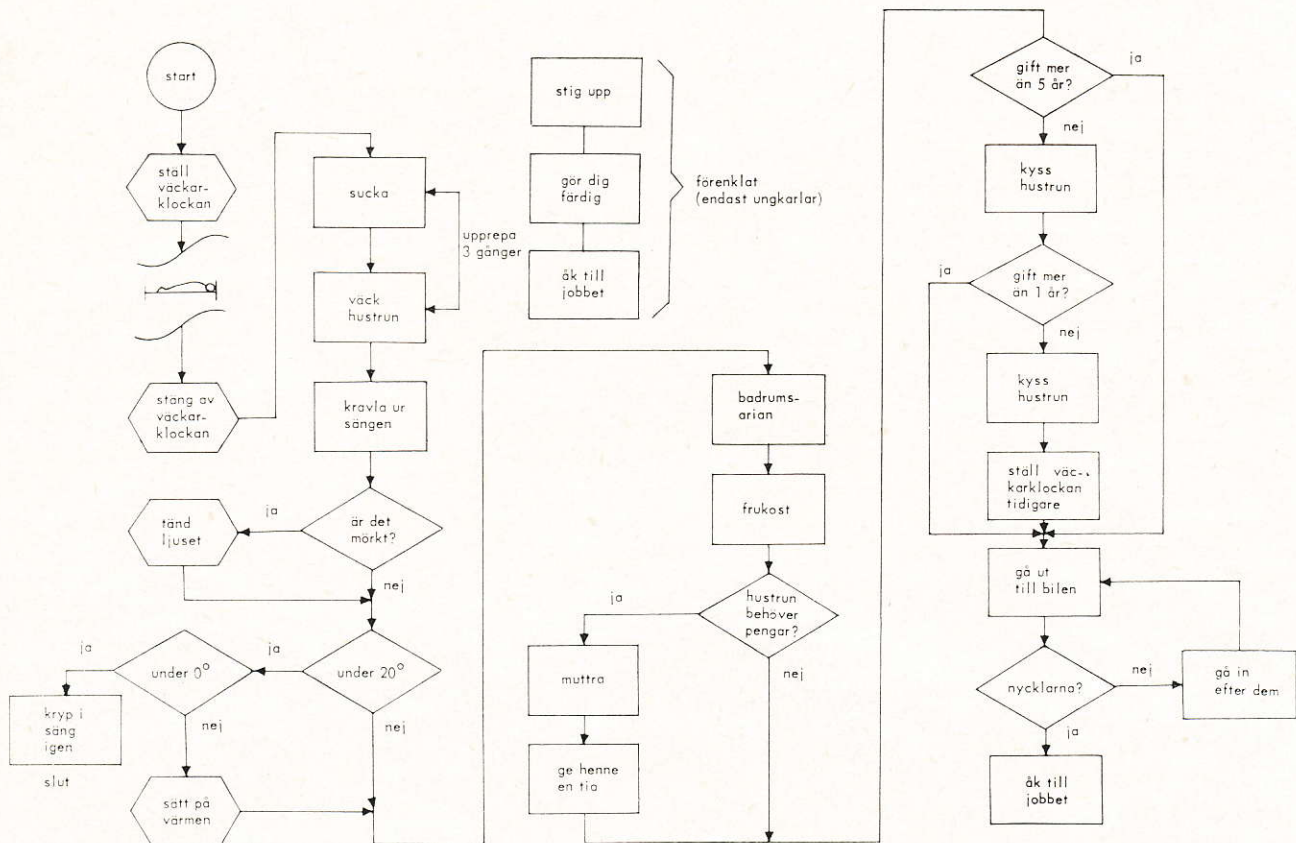 start
ställ
väckar-
klockan
stäng av
väckar-
klockan
sucka
upprepa
3 gånger
väck
hustrun
kravla ur
sängen
är det
mörkt?
ja
tänd
ljuset
nej
under 20°
ja
under 0°
ja
kryp i
säng
igen
slut
nej
sätt på
värmen
nej
stig upp
gör dig
färdig
åk till
jobbet
förenklat
(endast ungkarlar)
badrums-
arian
frukost
hustrun
behöver
pengar?
ja
muttra
ge henne
en tia
nej
gift mer
än 5 år?
ja
nej
kyss
hustrun
gift mer
än 1 år?
ja
nej
kyss
hustrun
ställ väc-
karklockan
tidigare
gå ut
till bilen
nycklarna?
nej
gå in
efter dem
ja
åk till
jobbet